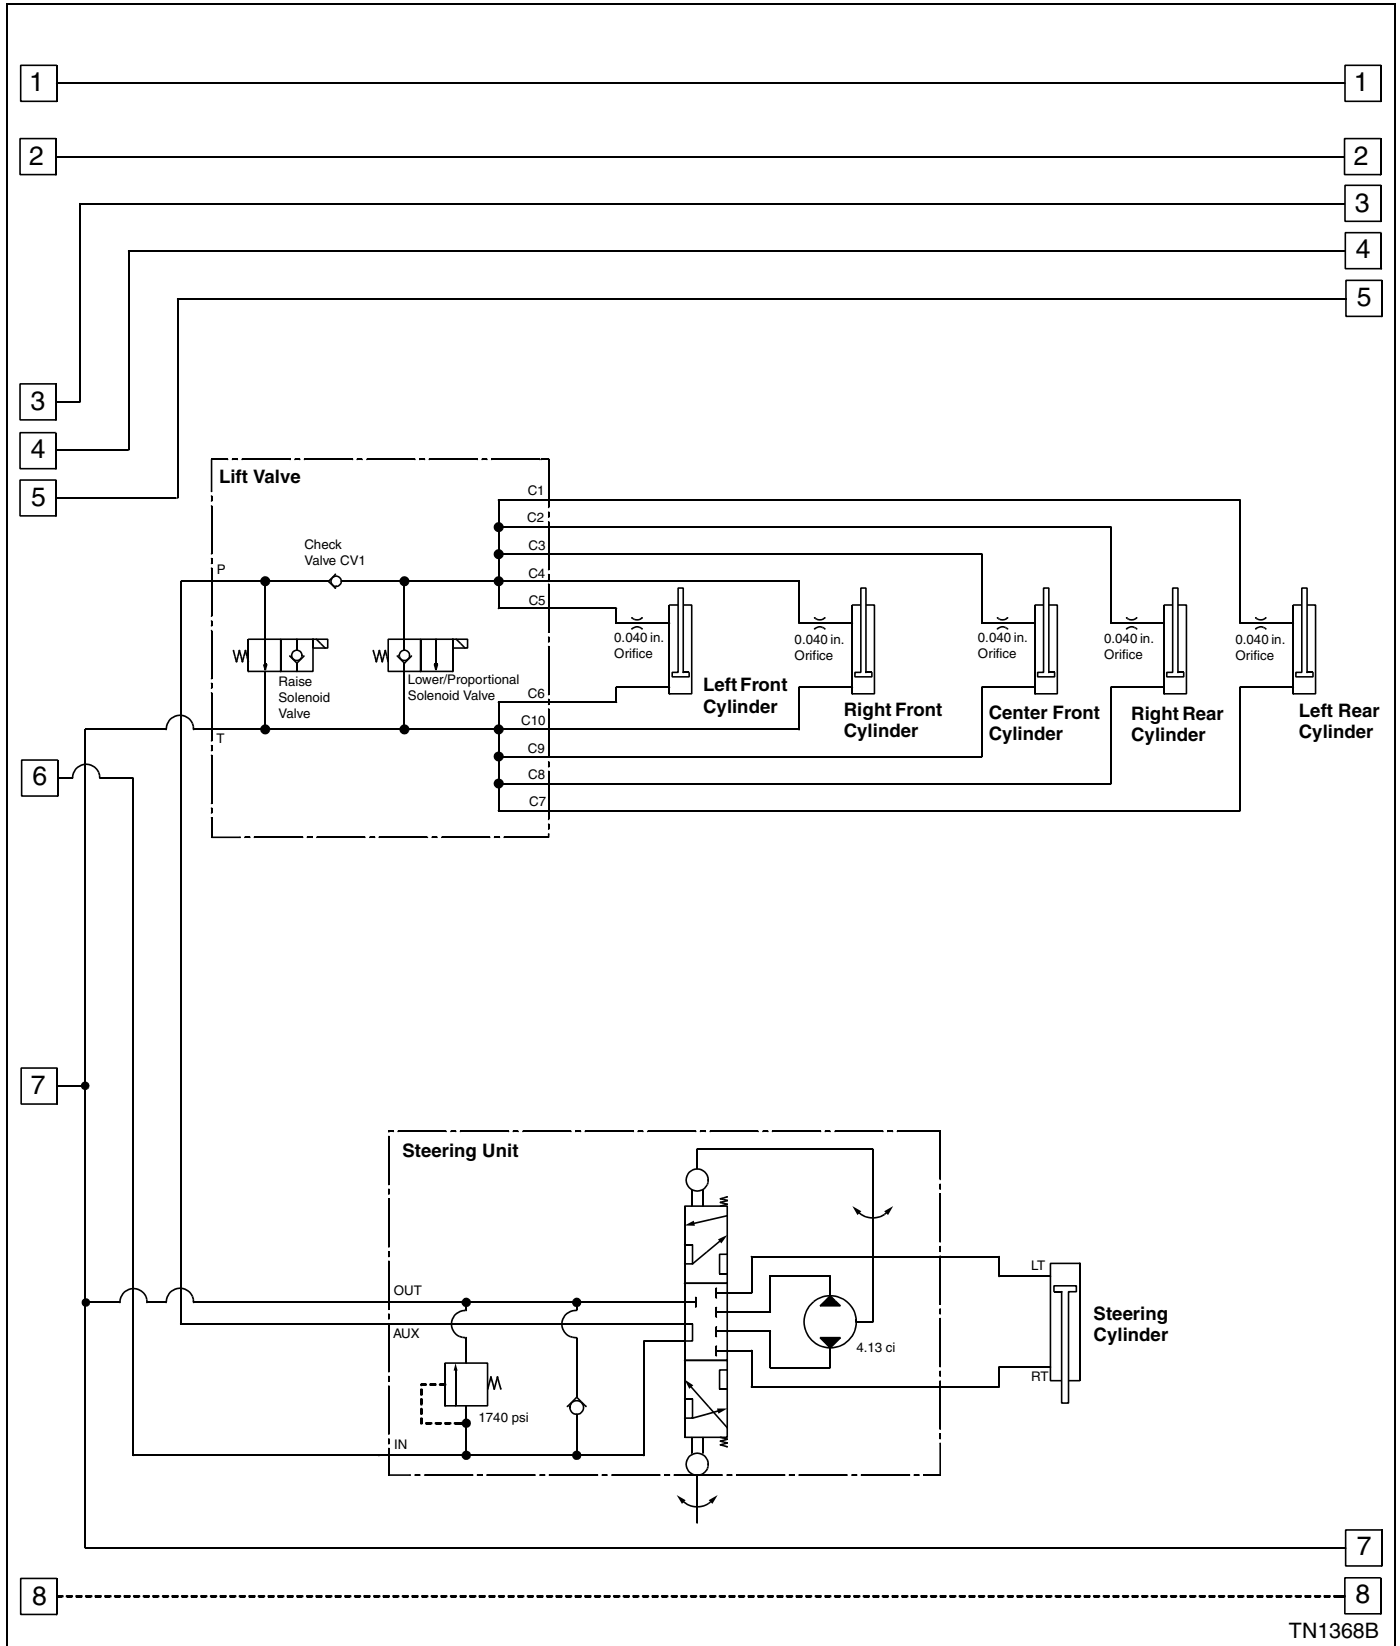 1
1
2
2
3
4
5
3
4
5
Lift Valve
C1
C2
Check
Valve CV1
C3
P
C4
C5
0.040 in.
Orifice
0.040 in.
Orifice
0.040 in.
Orifice
0.040 in.
Orifice
0.040 in.
Orifice
Raise
Solenoid
Valve
Lower/Proportional
Solenoid Valve
C6
Left Front
Cylinder
Right Front
Cylinder
Center Front
Cylinder
Right Rear
Cylinder
Left Rear
Cylinder
C10
T
C9
C8
C7
6
7
Steering Unit
OUT
AUX
LT
Steering
Cylinder
4.13 ci
RT
1740 psi
IN
7
8
8
TN1368B